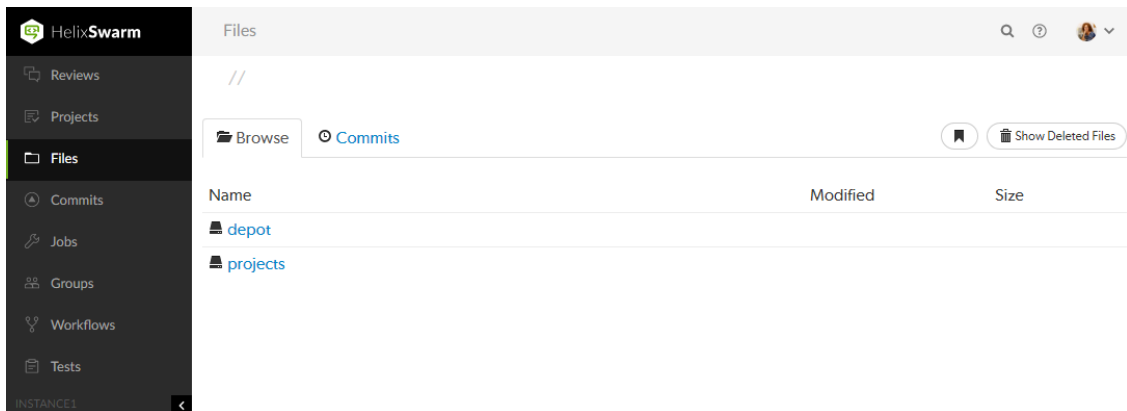 HelixSwarm
Files
Reviews
Projects
Files
Commits
Jobs
Groups
Workflows
Tests
INSTANCE1
//
Browse
Commits
Show Deleted Files
Name Modified Size
depot
projects